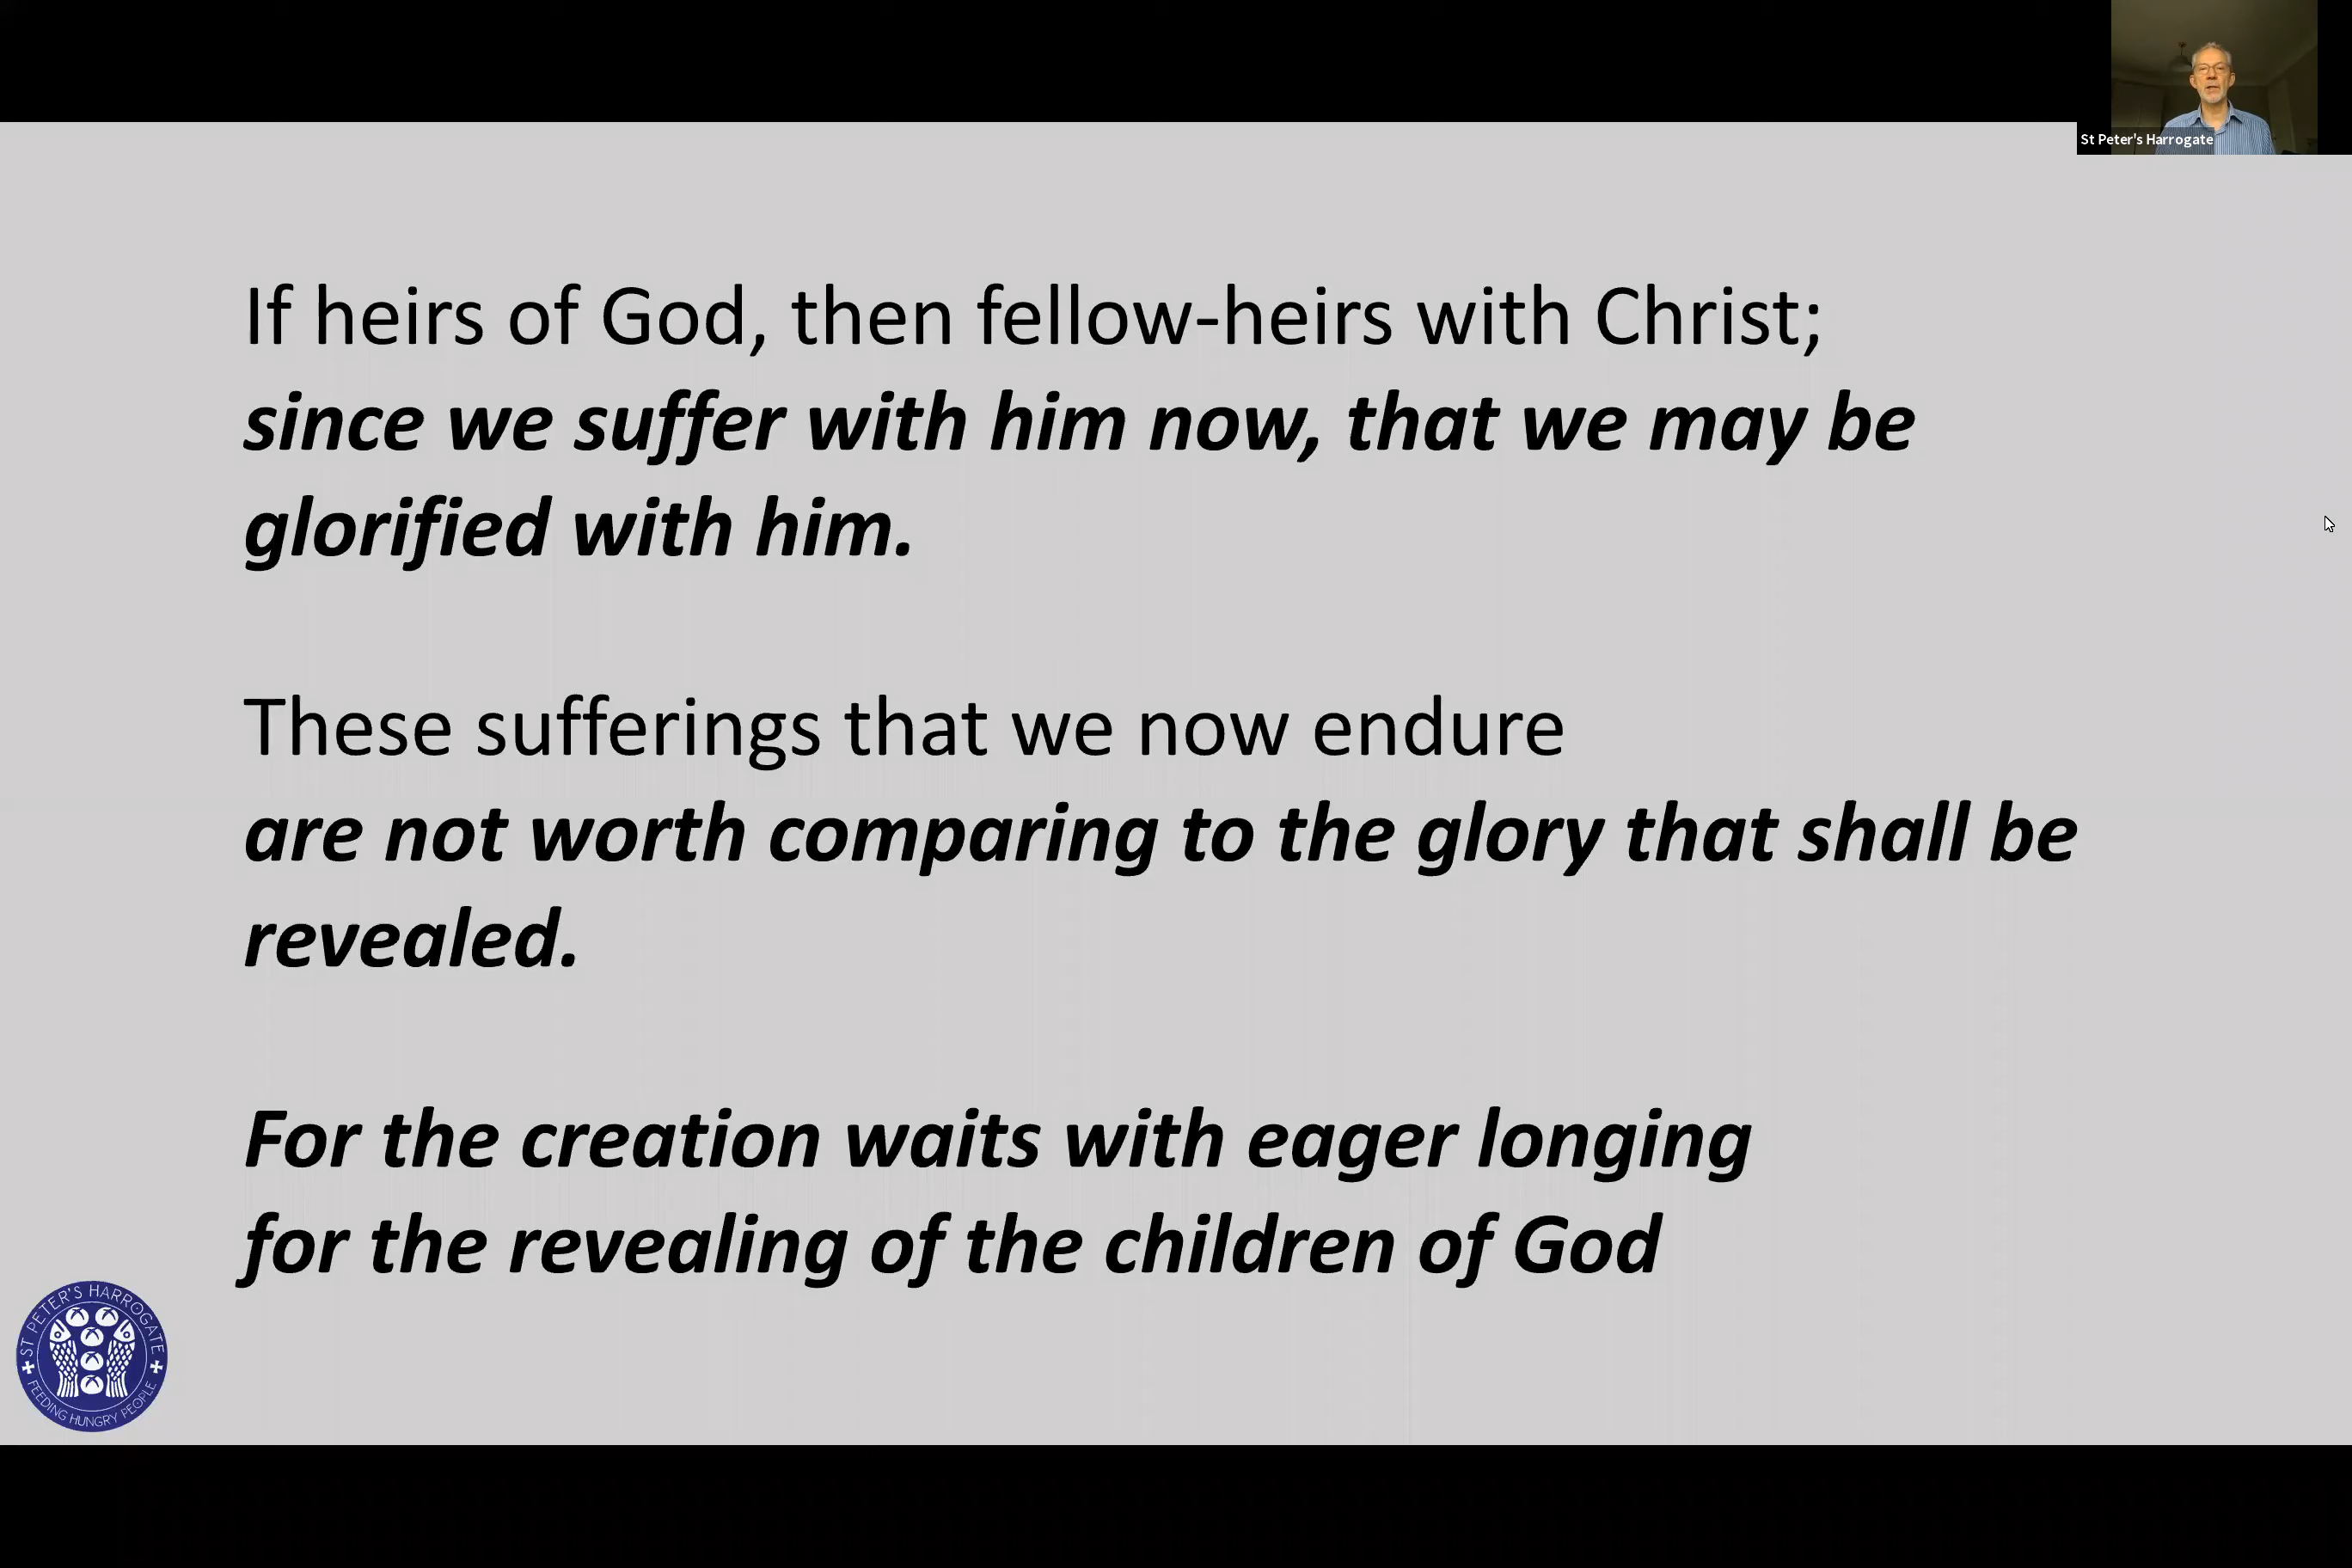 St Peter's Harrogate
If heirs of God, then fellow-heirs with Christ;
since we suffer with him now, that we may be
glorified with him.
These sufferings that we now endure
are not worth comparing to the glory that shall be
revealed.
For the creation waits with eager longing
for the revealing of the children of God
ST PETER'S HARROGATE
FEEDING HUNGRY PEOPLE